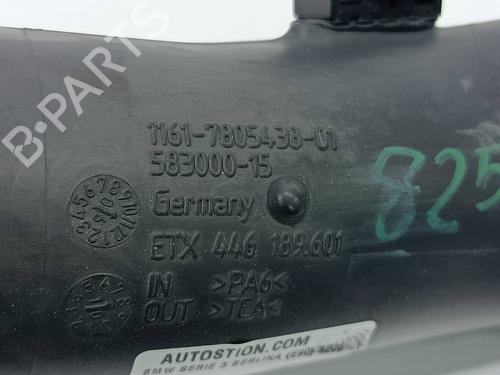 1161-7805438-01
583000-15
Germany
ETX 446 189.601
IN >PA6<
OUT >TEA<
825
AUTOSTION.COM
BMW SERIE 3 BERLINA (E90) 320D